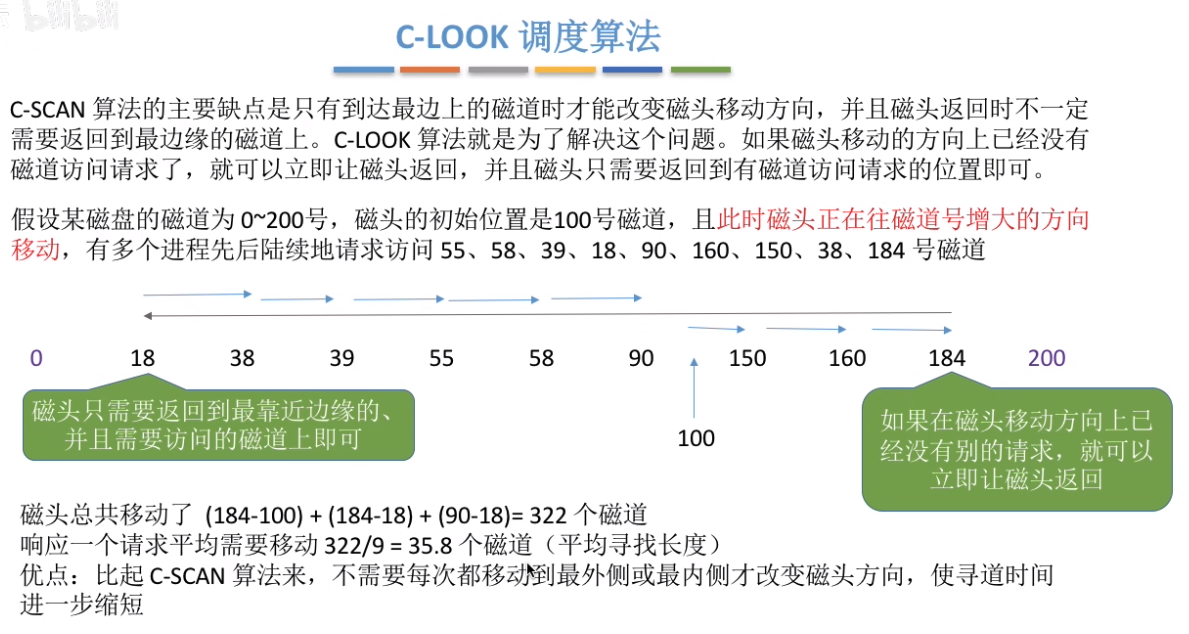 bilibili
C-LOOK 调度算法
C-SCAN 算法的主要缺点是只有到达最边上的磁道时才能改变磁头移动方向，并且磁头返回时不一定
需要返回到最边缘的磁道上。C-LOOK 算法就是为了解决这个问题。如果磁头移动的方向上已经没有
磁道访问请求了，就可以立即让磁头返回，并且磁头只需要返回到有磁道访问请求的位置即可。
假设某磁盘的磁道为 0~200号，磁头的初始位置是100号磁道，且此时磁头正在往磁道号增大的方向
移动，有多个进程先后陆续地请求访问 55、58、39、18、90、160、150、38、184 号磁道
0 18 38 39 55 58 90 150 160 184 200
磁头只需要返回到最靠近边缘的、
并且需要访问的磁道上即可
100
如果在磁头移动方向上已
经没有别的请求，就可以
立即让磁头返回
磁头总共移动了 (184-100) + (184-18) + (90-18)= 322 个磁道
响应一个请求平均需要移动 322/9 = 35.8 个磁道（平均寻找长度）
优点：比起 C-SCAN 算法来，不需要每次都移动到最外侧或最内侧才改变磁头方向，使寻道时间
进一步缩短